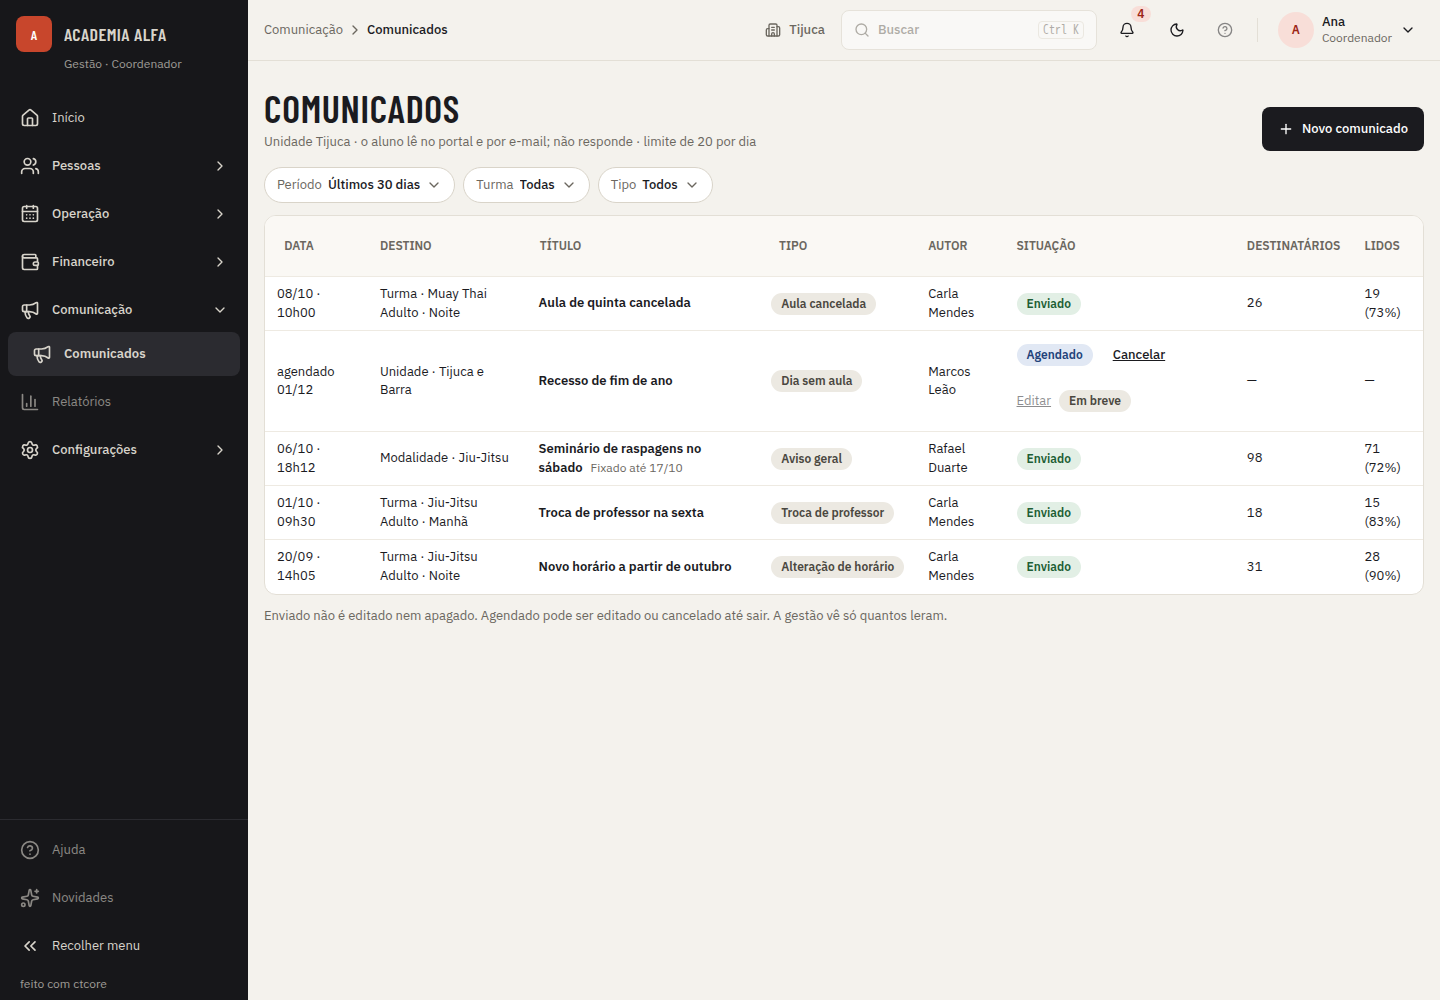 A
ACADEMIA ALFA
Gestão · Coordenador
Início
Pessoas
Operação
Financeiro
Comunicação
Comunicados
Relatórios
Configurações
Ajuda
Novidades
Recolher menu
feito com ctcore
Comunicação > Comunicados
Tijuca
Buscar
Ctrl K
4
A
Ana
Coordenador
COMUNICADOS
Unidade Tijuca · o aluno lê no portal e por e-mail; não responde · limite de 20 por dia
+ Novo comunicado
Período Últimos 30 dias
Turma Todas
Tipo Todos
DATA DESTINO TÍTULO TIPO AUTOR SITUAÇÃO DESTINATÁRIOS LIDOS
08/10 ·
10h00
Turma · Muay Thai
Adulto · Noite
Aula de quinta cancelada
Aula cancelada
Carla
Mendes
Enviado
26
19
(73%)
agendado
01/12
Unidade · Tijuca e
Barra
Recesso de fim de ano
Dia sem aula
Marcos
Leão
Agendado Cancelar
Editar Em breve
—
—
06/10 ·
18h12
Modalidade · Jiu-Jitsu
Seminário de raspagens no
sábado Fixado até 17/10
Aviso geral
Rafael
Duarte
Enviado
98
71
(72%)
01/10 ·
09h30
Turma · Jiu-Jitsu
Adulto · Manhã
Troca de professor na sexta
Troca de professor
Carla
Mendes
Enviado
18
15
(83%)
20/09 ·
14h05
Turma · Jiu-Jitsu
Adulto · Noite
Novo horário a partir de outubro
Alteração de horário
Carla
Mendes
Enviado
31
28
(90%)
Enviado não é editado nem apagado. Agendado pode ser editado ou cancelado até sair. A gestão vê só quantos leram.